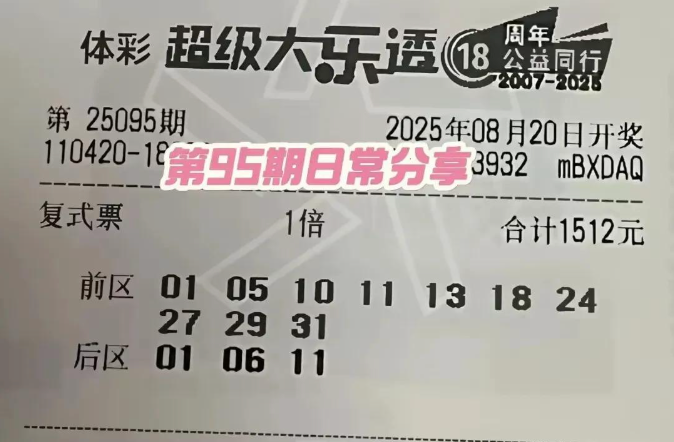 体彩 超级大乐透 18 周年
公益同行
2007-2025
第 25095期 2025年08月20日开奖
110420-18 3932 mBXDAQ
第95期日常分享
复式票 1倍 合计1512元
前区 01 05 10 11 13 18 24
27 29 31
后区 01 06 11